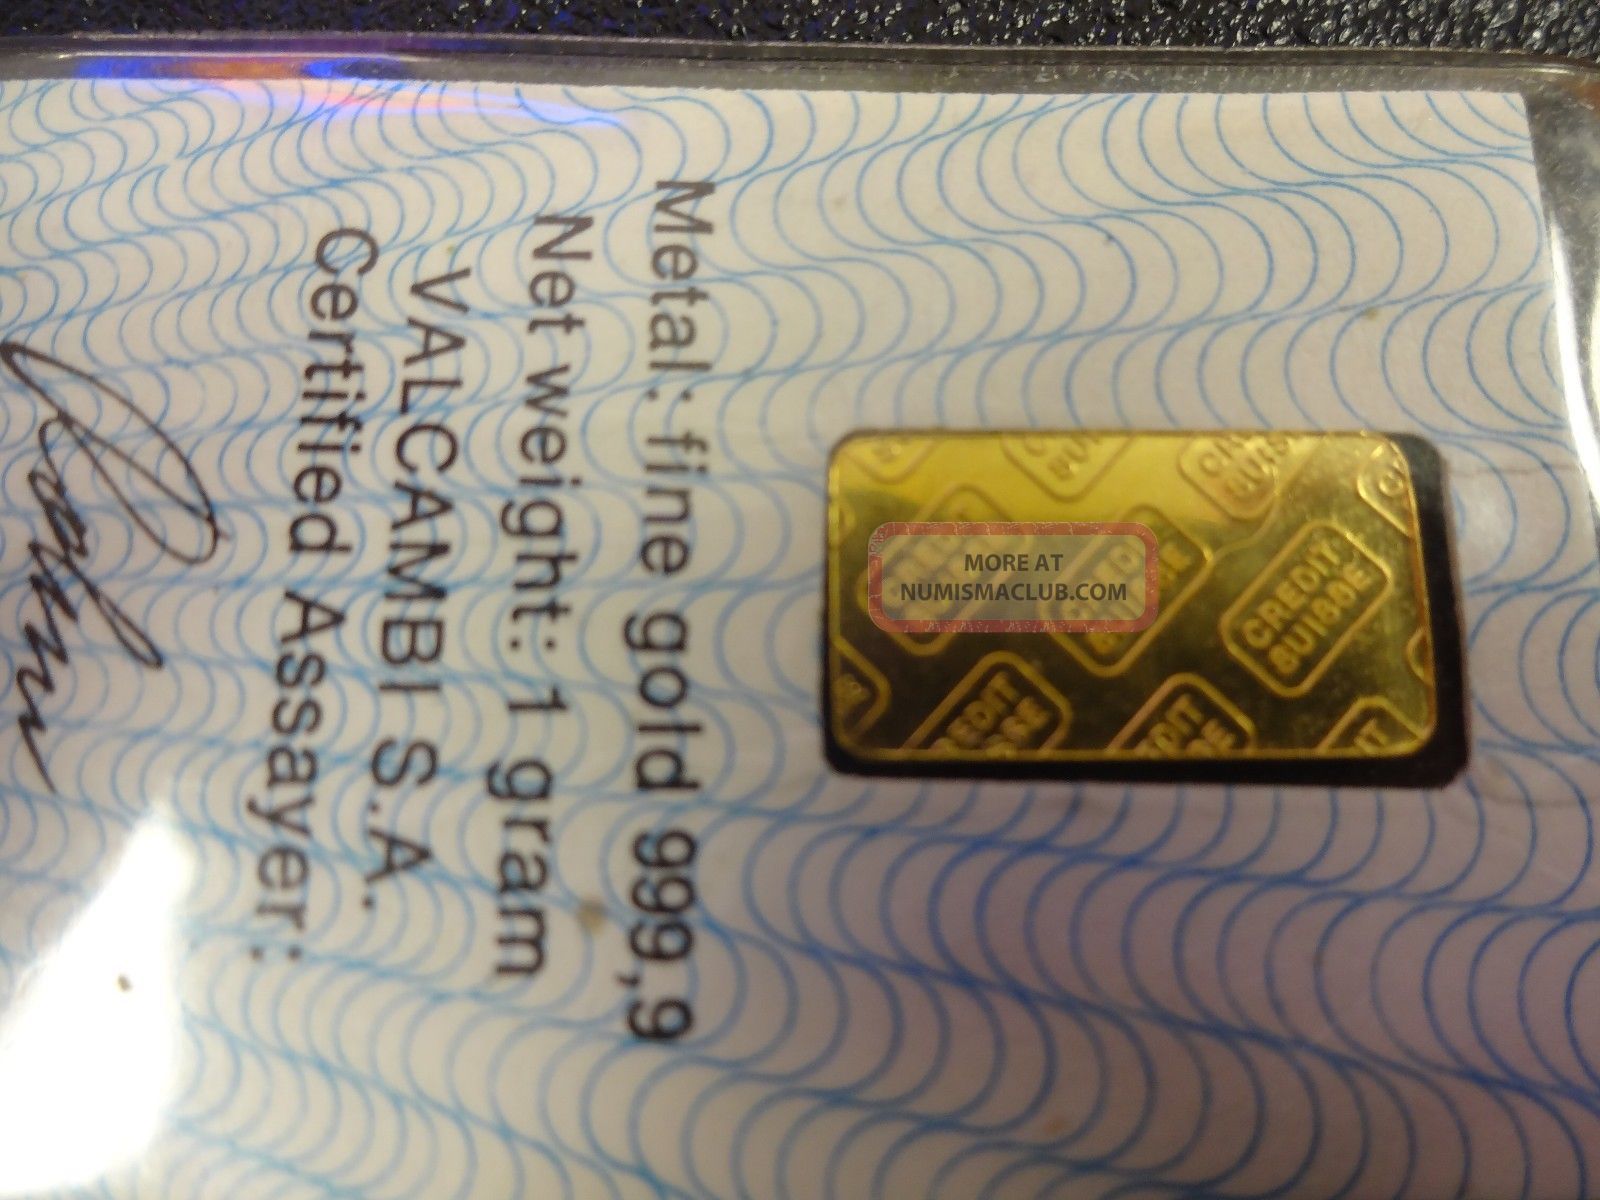 Metal: fine gold 999,9
Net weight: 1 gram
VALCAMBI S.A.
Certified Assayer:
CREDIT
SUISSE
MORE AT
NUMISMACLUB.COM